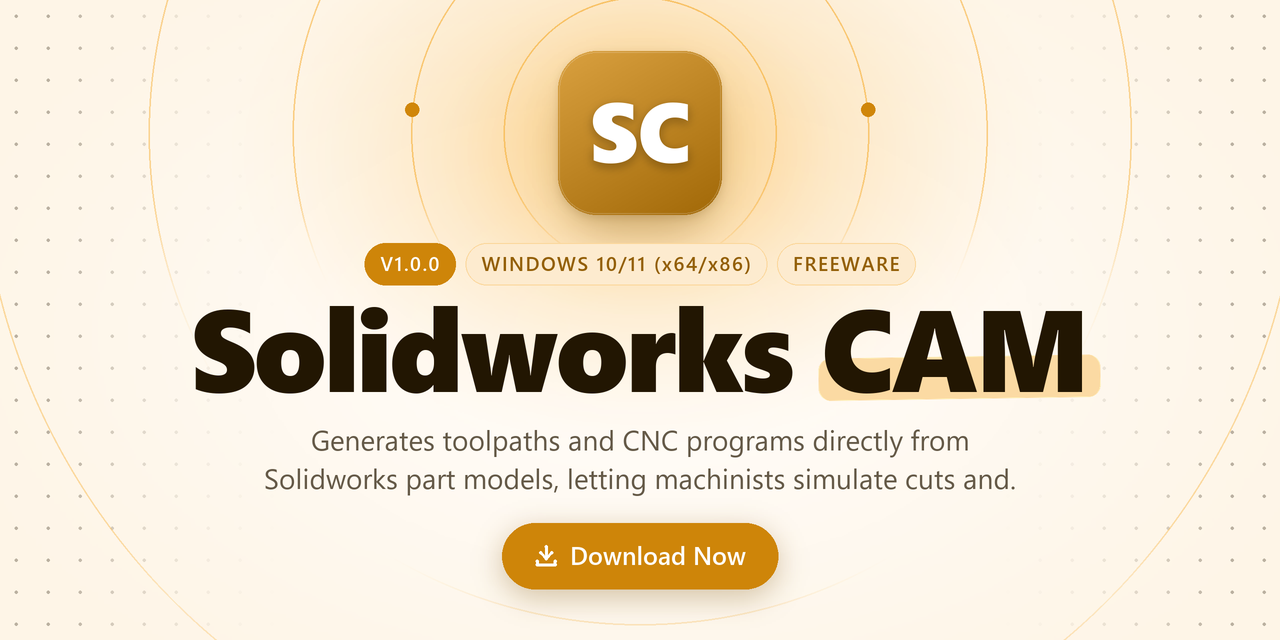 SC
V1.0.0 WINDOWS 10/11 (x64/x86) FREEWARE
Solidworks CAM
Generates toolpaths and CNC programs directly from
Solidworks part models, letting machinists simulate cuts and.
Download Now